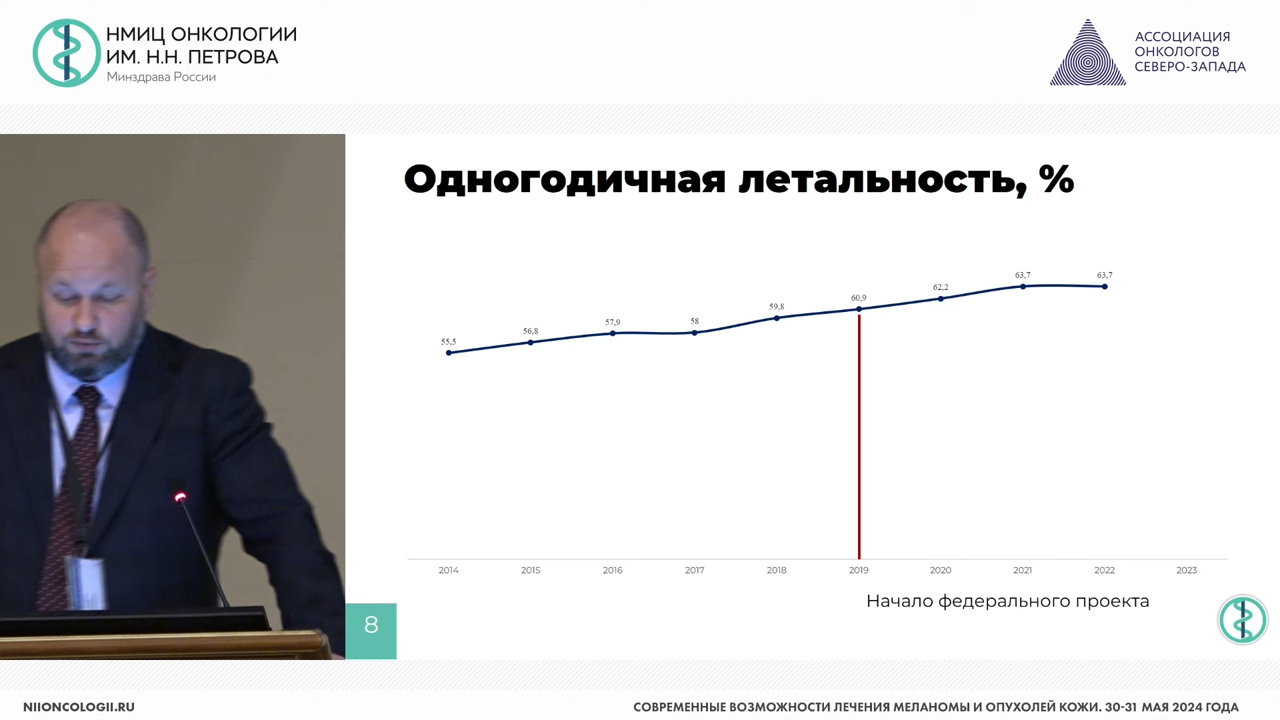 НМИЦ ОНКОЛОГИИ
ИМ. Н.Н. ПЕТРОВА
Минздрава России
АССОЦИАЦИЯ
ОНКОЛОГОВ
СЕВЕРО-ЗАПАДА
Одногодичная летальность, %
55,5
56,8
57,9
58
59,8
60,9
62,2
63,7
63,7
2014
2015
2016
2017
2018
2019
2020
2021
2022
2023
Начало федерального проекта
8
NIIONCOLOGII.RU
СОВРЕМЕННЫЕ ВОЗМОЖНОСТИ ЛЕЧЕНИЯ МЕЛАНОМЫ И ОПУХОЛЕЙ КОЖИ. 30-31 МАЯ 2024 ГОДА